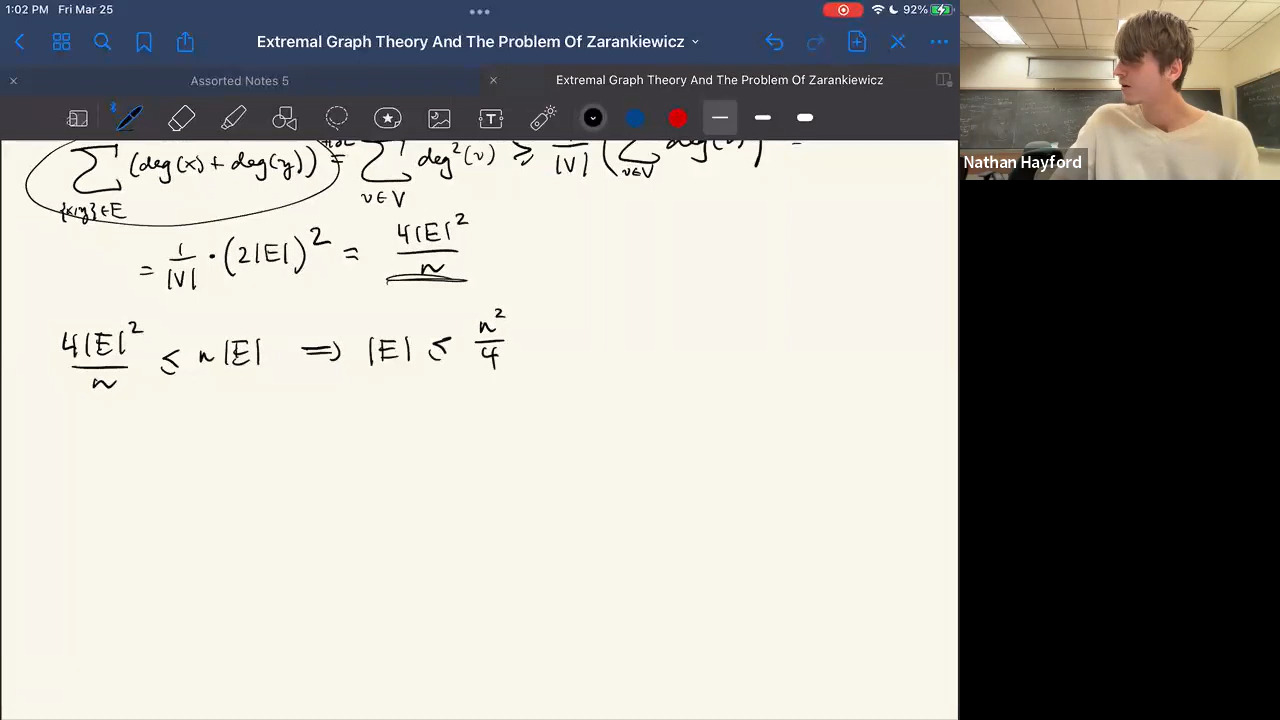 1:02 PM Fri Mar 25
92%
Extremal Graph Theory And The Problem Of Zarankiewicz
Assorted Notes 5
Extremal Graph Theory And The Problem Of Zarankiewicz
Nathan Hayford
∑_{{x,y}∈E} (deg(x) + deg(y)) = ∑_{v∈V} deg²(v) ≥ 1/|V| (∑_{v∈V} deg(v))² =
= 1/|V| · (2|E|)² = 4|E|²/n
4|E|²/n ≤ n|E| ⟹ |E| ≤ n²/4